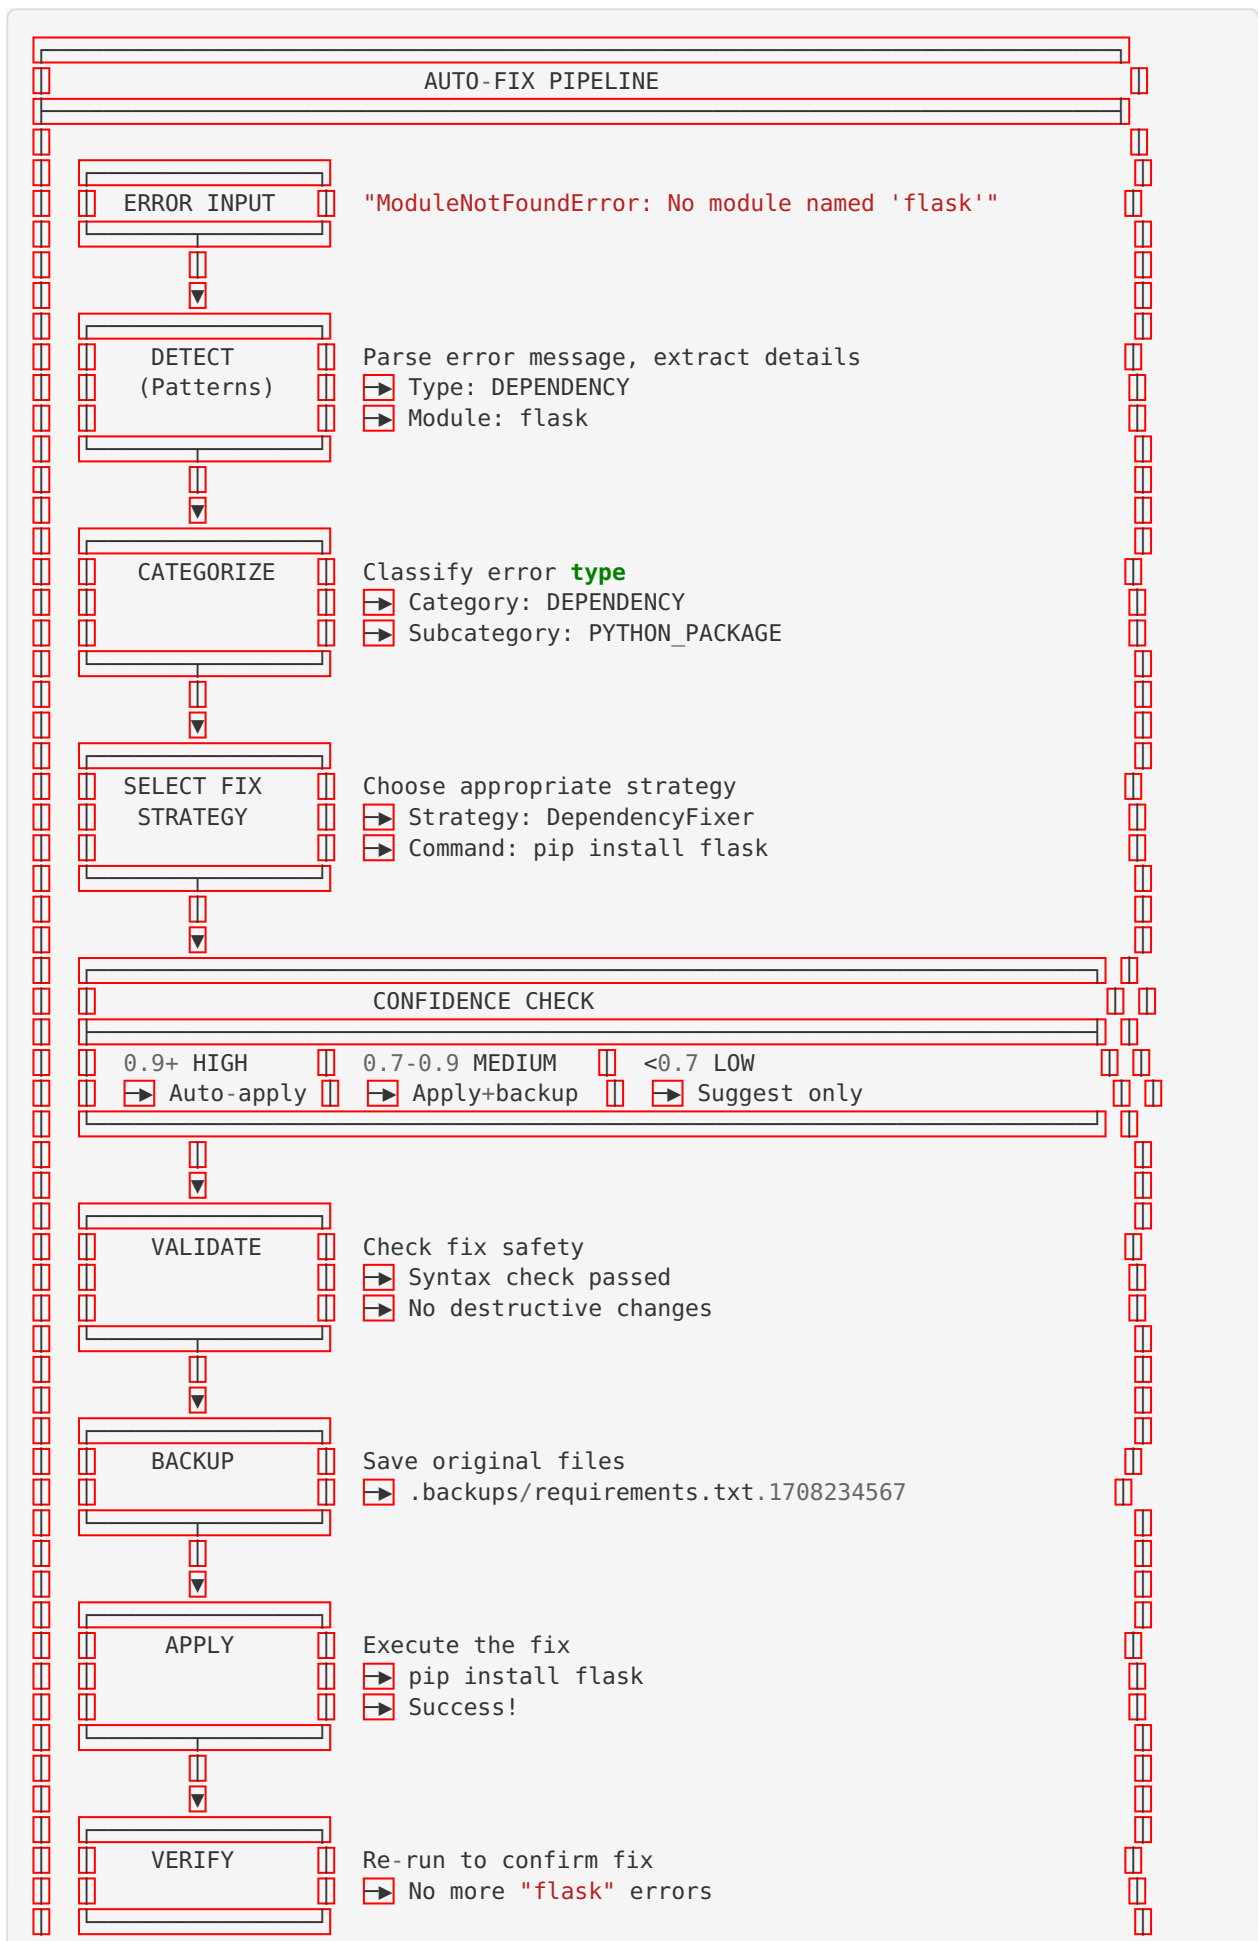 AUTO-FIX PIPELINE
ERROR INPUT "ModuleNotFoundError: No module named 'flask'"
DETECT Parse error message, extract details
(Patterns) Type: DEPENDENCY
Module: flask
CATEGORIZE Classify error type
Category: DEPENDENCY
Subcategory: PYTHON_PACKAGE
SELECT FIX Choose appropriate strategy
STRATEGY Strategy: DependencyFixer
Command: pip install flask
CONFIDENCE CHECK
0.9+ HIGH 0.7-0.9 MEDIUM <0.7 LOW
Auto-apply Apply+backup Suggest only
VALIDATE Check fix safety
Syntax check passed
No destructive changes
BACKUP Save original files
.backups/requirements.txt.1708234567
APPLY Execute the fix
pip install flask
Success!
VERIFY Re-run to confirm fix
No more "flask" errors